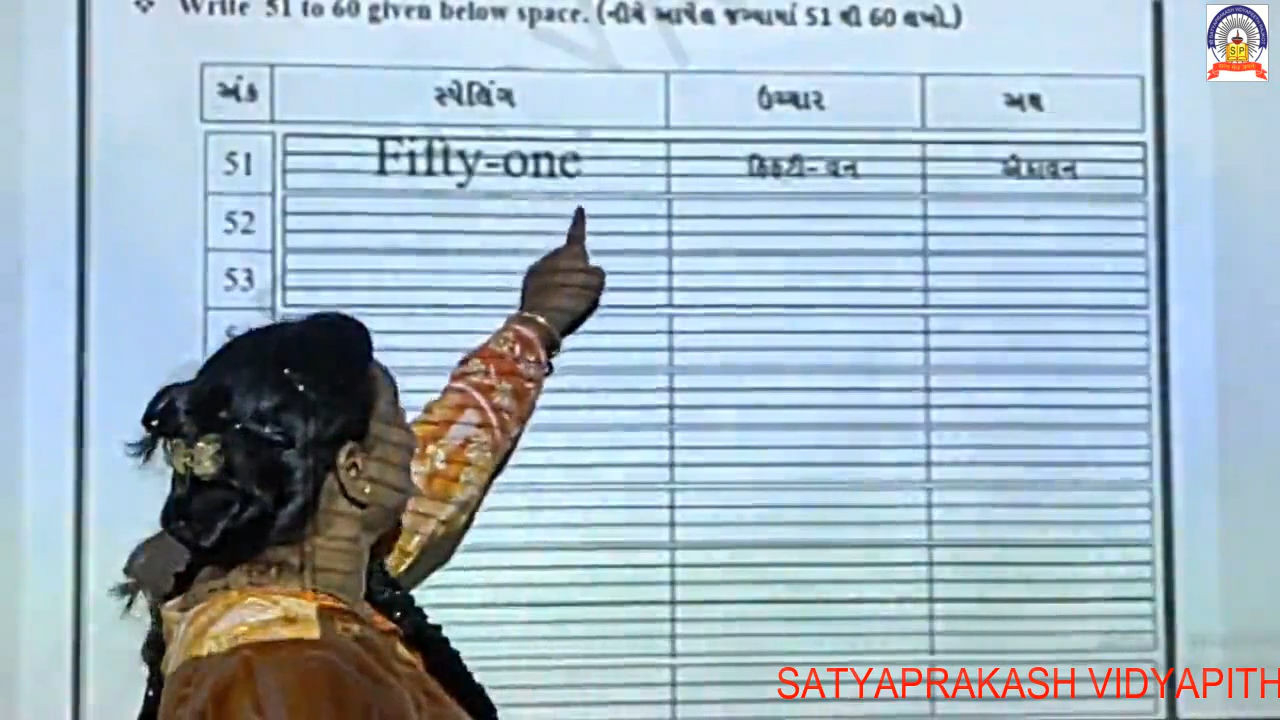 ❖ Write 51 to 60 given below space. (નીચે આપેલ જગ્યામાં 51 થી 60 લખો.)
અંક સ્પેલિંગ ઉચ્ચાર અર્થ
51 Fifty-one ફિફ્ટી- વન એકાવન
52
53
SP
SATYAPRAKASH VIDYAPITH